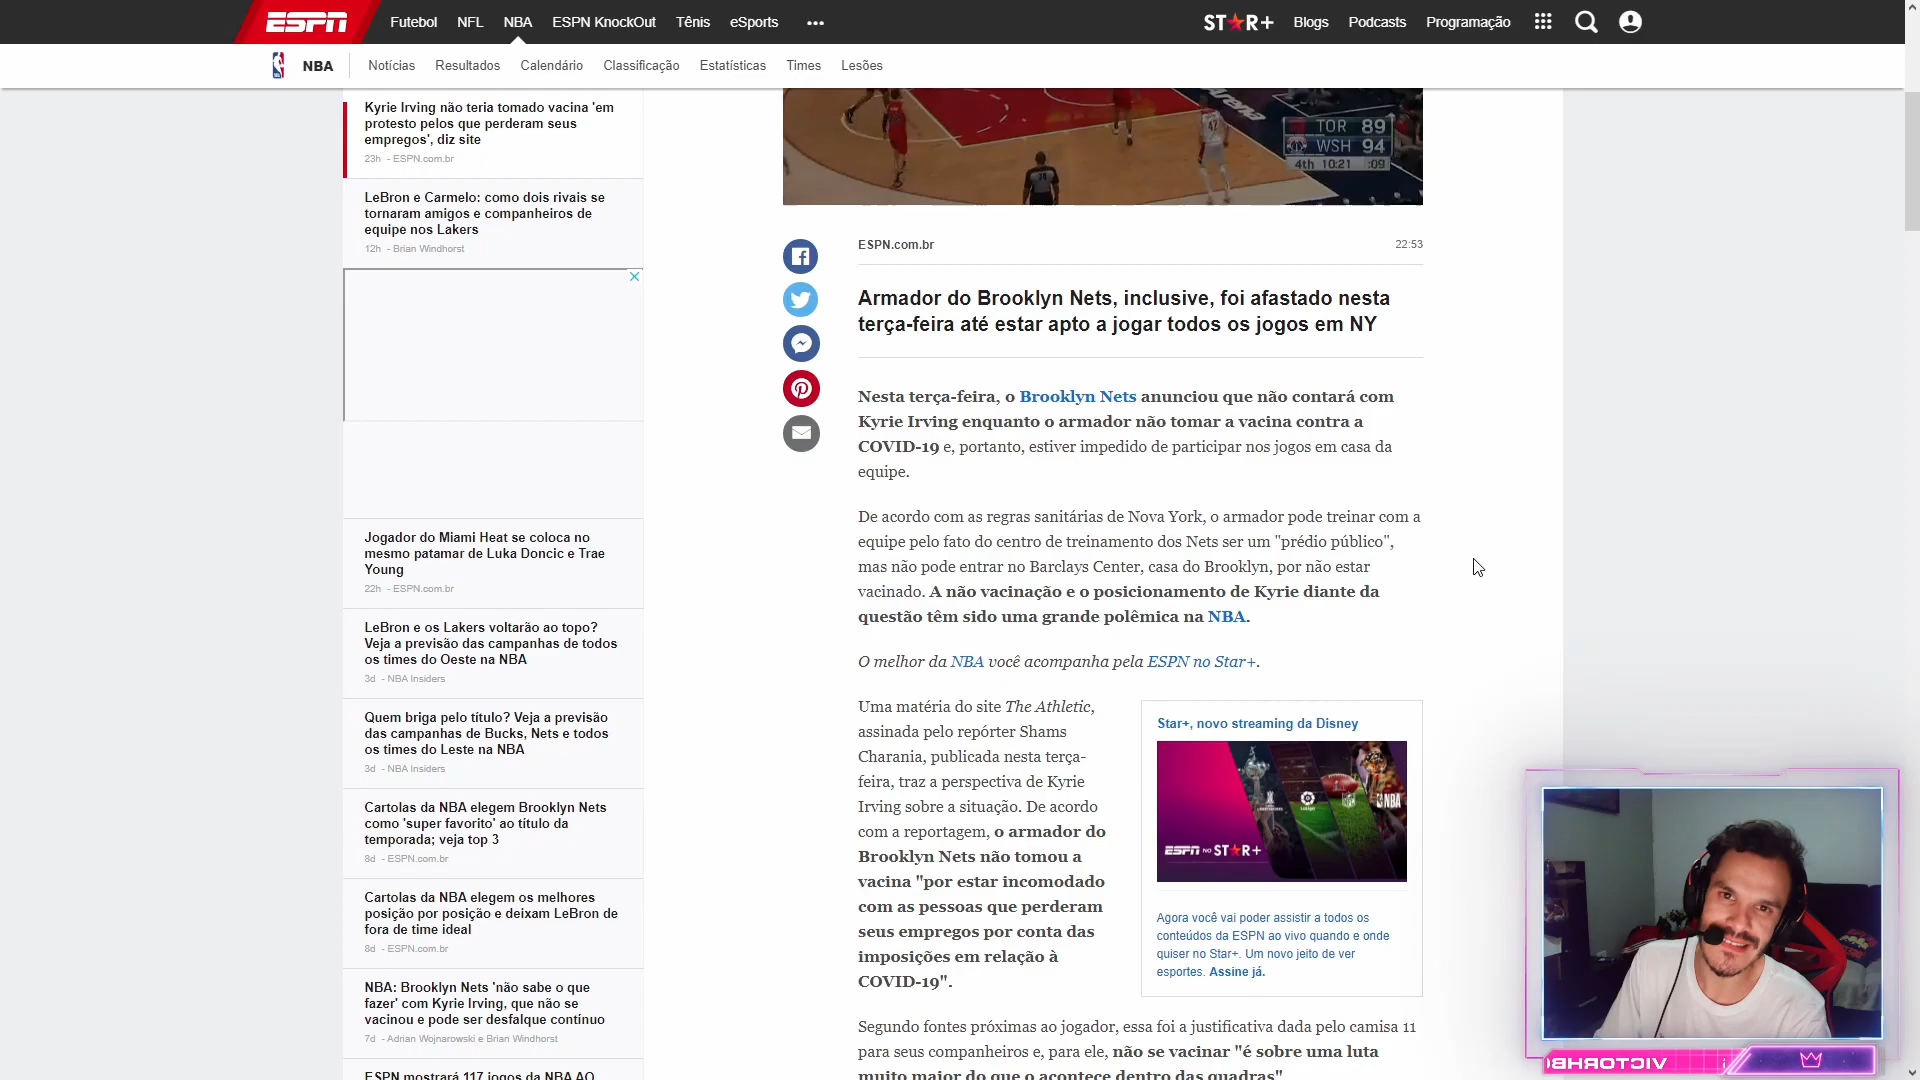 ESPN
Futebol NFL NBA ESPN KnockOut Tênis eSports
STAR+ Blogs Podcasts Programação
NBA Notícias Resultados Calendário Classificação Estatísticas Times Lesões
Kyrie Irving não teria tomado vacina 'em
protesto pelos que perderam seus
empregos', diz site
23h - ESPN.com.br
LeBron e Carmelo: como dois rivais se
tornaram amigos e companheiros de
equipe nos Lakers
12h - Brian Windhorst
Jogador do Miami Heat se coloca no
mesmo patamar de Luka Doncic e Trae
Young
22h - ESPN.com.br
LeBron e os Lakers voltarão ao topo?
Veja a previsão das campanhas de todos
os times do Oeste na NBA
3d - NBA Insiders
Quem briga pelo título? Veja a previsão
das campanhas de Bucks, Nets e todos
os times do Leste na NBA
3d - NBA Insiders
Cartolas da NBA elegem Brooklyn Nets
como 'super favorito' ao título da
temporada; veja top 3
8d - ESPN.com.br
Cartolas da NBA elegem os melhores
posição por posição e deixam LeBron de
fora de time ideal
8d - ESPN.com.br
NBA: Brooklyn Nets 'não sabe o que
fazer' com Kyrie Irving, que não se
vacinou e pode ser desfalque contínuo
7d - Adrian Wojnarowski e Brian Windhorst
ESPN mostrará 117 jogos da NBA AO
Arena
TOR 89
WSH 94
4th 10:21 :09
ESPN.com.br 22:53
Armador do Brooklyn Nets, inclusive, foi afastado nesta
terça-feira até estar apto a jogar todos os jogos em NY
Nesta terça-feira, o Brooklyn Nets anunciou que não contará com
Kyrie Irving enquanto o armador não tomar a vacina contra a
COVID-19 e, portanto, estiver impedido de participar nos jogos em casa da
equipe.
De acordo com as regras sanitárias de Nova York, o armador pode treinar com a
equipe pelo fato do centro de treinamento dos Nets ser um "prédio público",
mas não pode entrar no Barclays Center, casa do Brooklyn, por não estar
vacinado. A não vacinação e o posicionamento de Kyrie diante da
questão têm sido uma grande polêmica na NBA.
O melhor da NBA você acompanha pela ESPN no Star+.
Uma matéria do site The Athletic,
assinada pelo repórter Shams
Charania, publicada nesta terça-
feira, traz a perspectiva de Kyrie
Irving sobre a situação. De acordo
com a reportagem, o armador do
Brooklyn Nets não tomou a
vacina "por estar incomodado
com as pessoas que perderam
seus empregos por conta das
imposições em relação à
COVID-19".
Star+, novo streaming da Disney
ESPN NO STAR+
NFL
NBA
Agora você vai poder assistir a todos os
conteúdos da ESPN ao vivo quando e onde
quiser no Star+. Um novo jeito de ver
esportes. Assine já.
Segundo fontes próximas ao jogador, essa foi a justificativa dada pelo camisa 11
para seus companheiros e, para ele, não se vacinar "é sobre uma luta
muito maior do que o acontece dentro das quadras"
VICTORHB